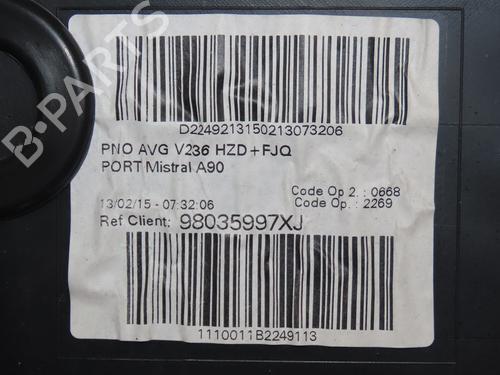 D2249213150213073206
PNO AVG V236 HZD+FJQ
PORT Mistral A90
Code Op 2. : 0668
13/02/15 - 07:32:06
Code Op. : 2269
Ref Client: 98035997XJ
1110011B2249113